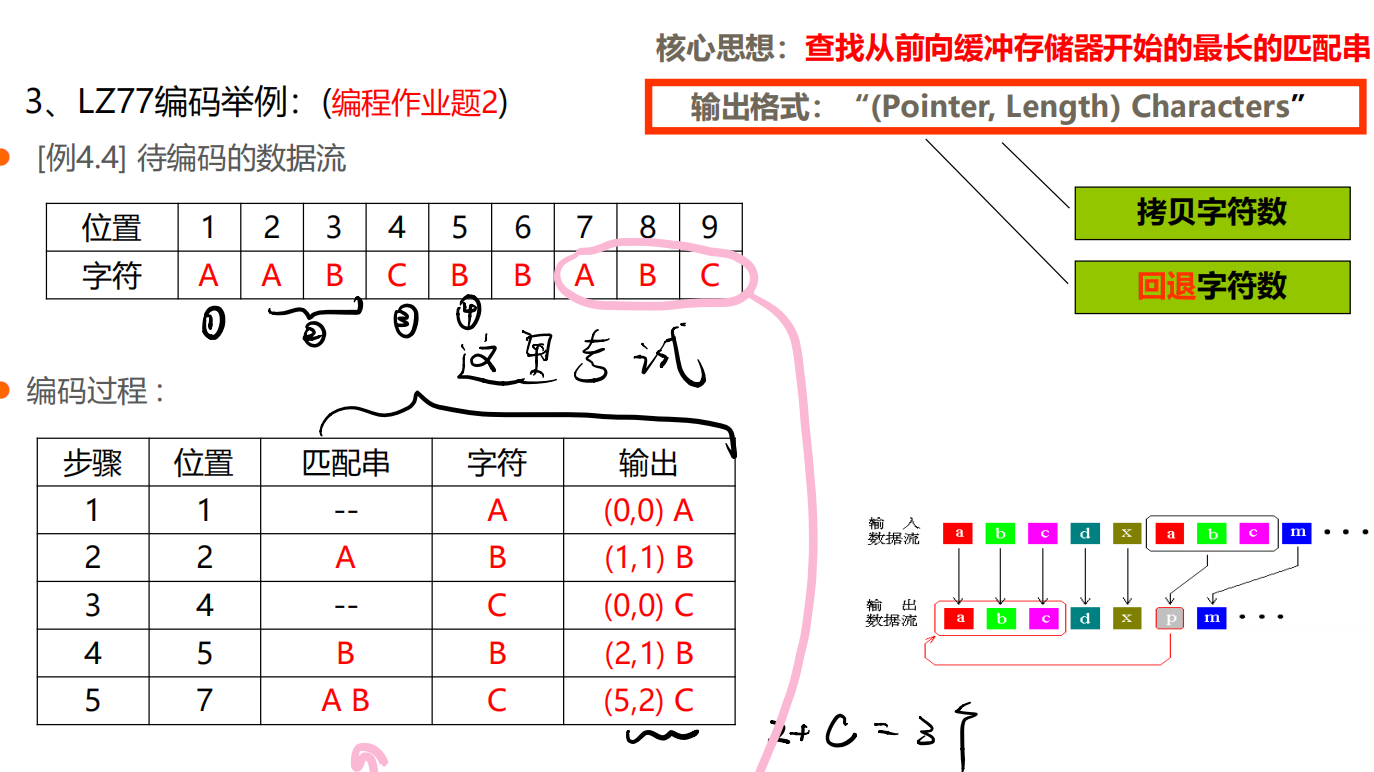 核心思想：查找从前向缓冲存储器开始的最长的匹配串
3、LZ77编码举例：(编程作业题2)
输出格式： “(Pointer, Length) Characters”
[例4.4] 待编码的数据流
拷贝字符数
回退字符数
位置 1 2 3 4 5 6 7 8 9
字符 A A B C B B A B C
① ② ③ ④
这里考试
编码过程：
步骤 位置 匹配串 字符 输出
1 1 -- A (0,0) A
2 2 A B (1,1) B
3 4 -- C (0,0) C
4 5 B B (2,1) B
5 7 A B C (5,2) C
输 入
数据流
a b c d x a b c m • • •
输 出
数据流
a b c d x p m • • •
2+C=3